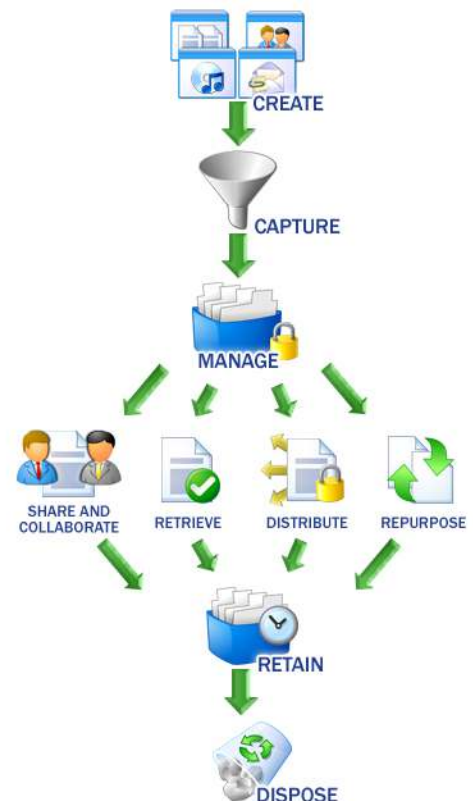 CREATE
CAPTURE
MANAGE
SHARE AND
COLLABORATE
RETRIEVE
DISTRIBUTE
REPURPOSE
RETAIN
DISPOSE